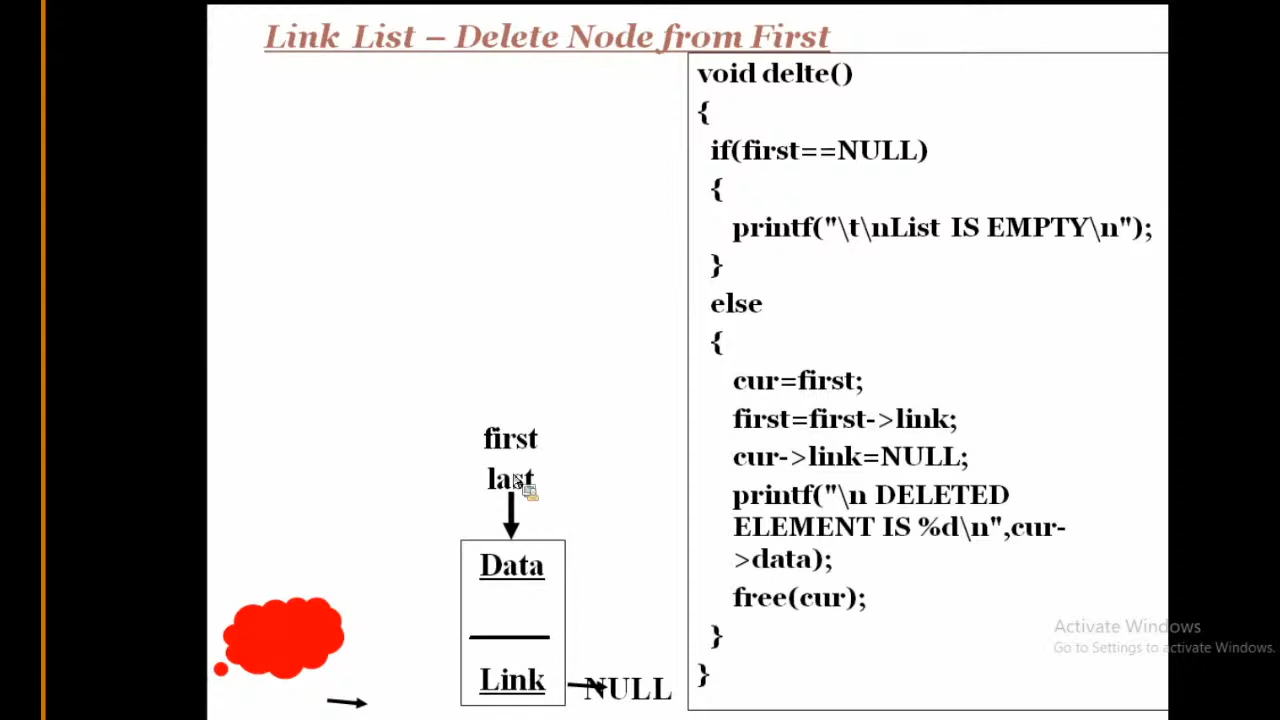 Link List – Delete Node from First
void delte()
{
if(first==NULL)
{
printf("\t\nList IS EMPTY\n");
}
else
{
cur=first;
first=first->link;
cur->link=NULL;
printf("\n DELETED
ELEMENT IS %d\n",cur-
>data);
free(cur);
}
}
first
last
Data
Link
NULL
Activate Windows
Go to Settings to activate Windows.